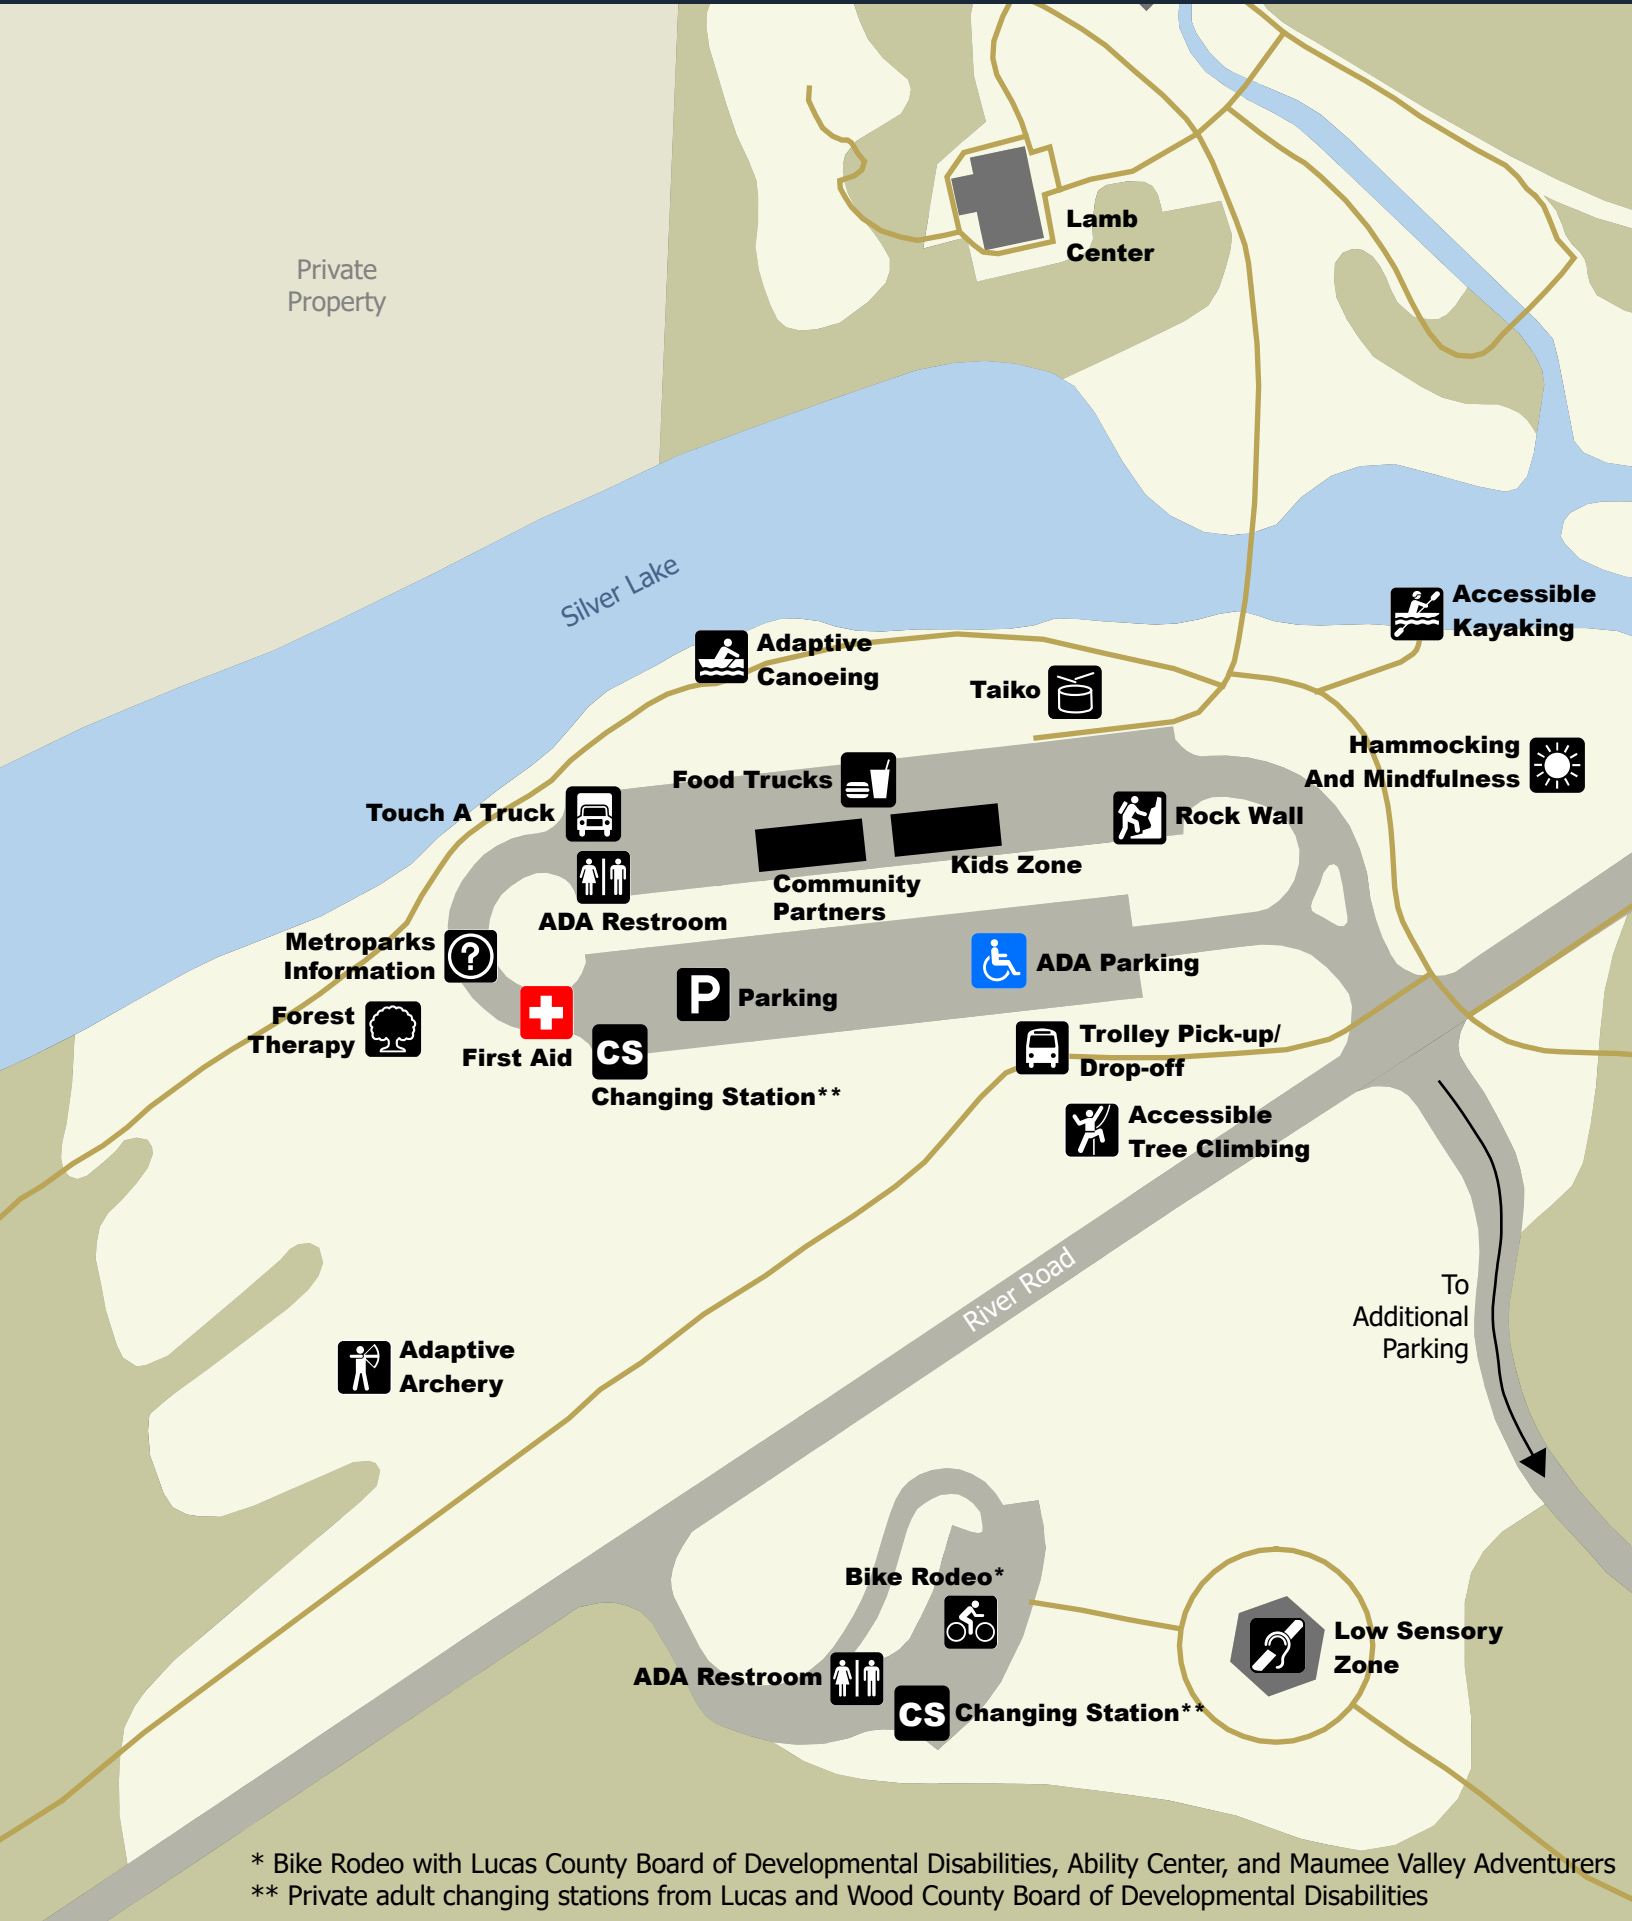 Lamb
Center
Private
Property
Silver Lake
Accessible
Kayaking
Adaptive
Canoeing
Taiko
Hammocking
And Mindfulness
Food Trucks
Touch A Truck
Rock Wall
Kids Zone
Community
Partners
ADA Restroom
Metroparks
Information
?
ADA Parking
P
Parking
Forest
Therapy
First Aid
CS
Changing Station**
Trolley Pick-up/
Drop-off
Accessible
Tree Climbing
River Road
To
Additional
Parking
Adaptive
Archery
Bike Rodeo*
Low Sensory
Zone
ADA Restroom
CS
Changing Station**
* Bike Rodeo with Lucas County Board of Developmental Disabilities, Ability Center, and Maumee Valley Adventurers
** Private adult changing stations from Lucas and Wood County Board of Developmental Disabilities